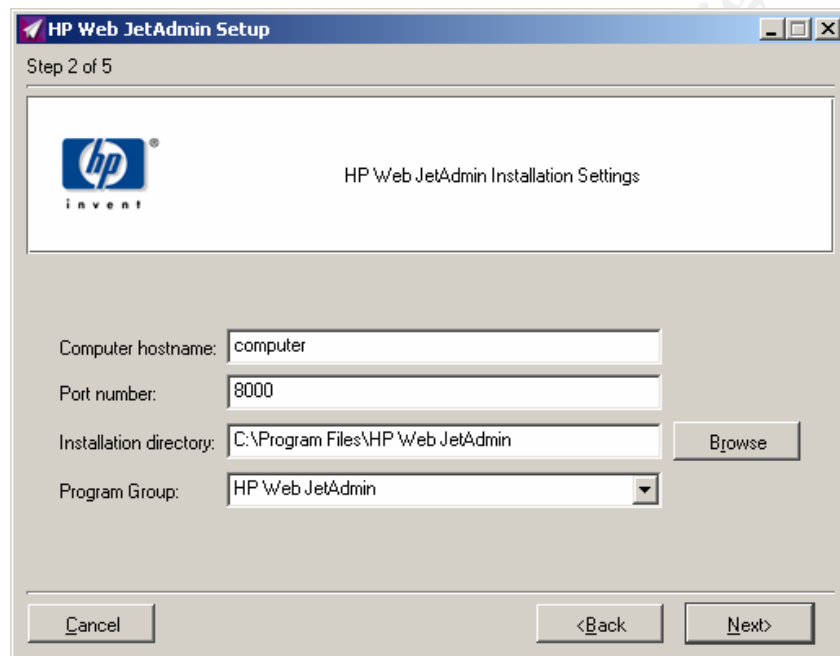 HP Web JetAdmin Setup
Step 2 of 5
hp
®
invent
HP Web JetAdmin Installation Settings
Computer hostname: computer
Port number: 8000
Installation directory: C:\Program Files\HP Web JetAdmin Browse
Program Group: HP Web JetAdmin
Cancel <Back Next>